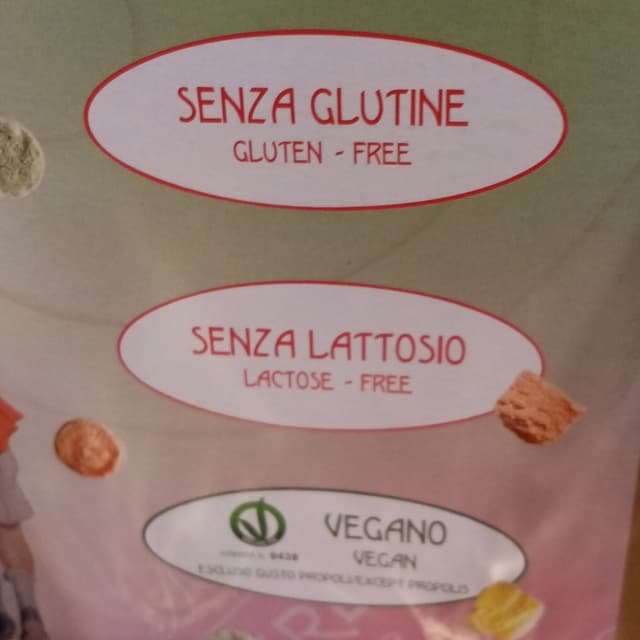 SENZA GLUTINE
GLUTEN - FREE
SENZA LATTOSIO
LACTOSE - FREE
VEGANO
VEGAN
ESCLUSO GUSTO PROPOLI/EXCEPT PROPOLIS